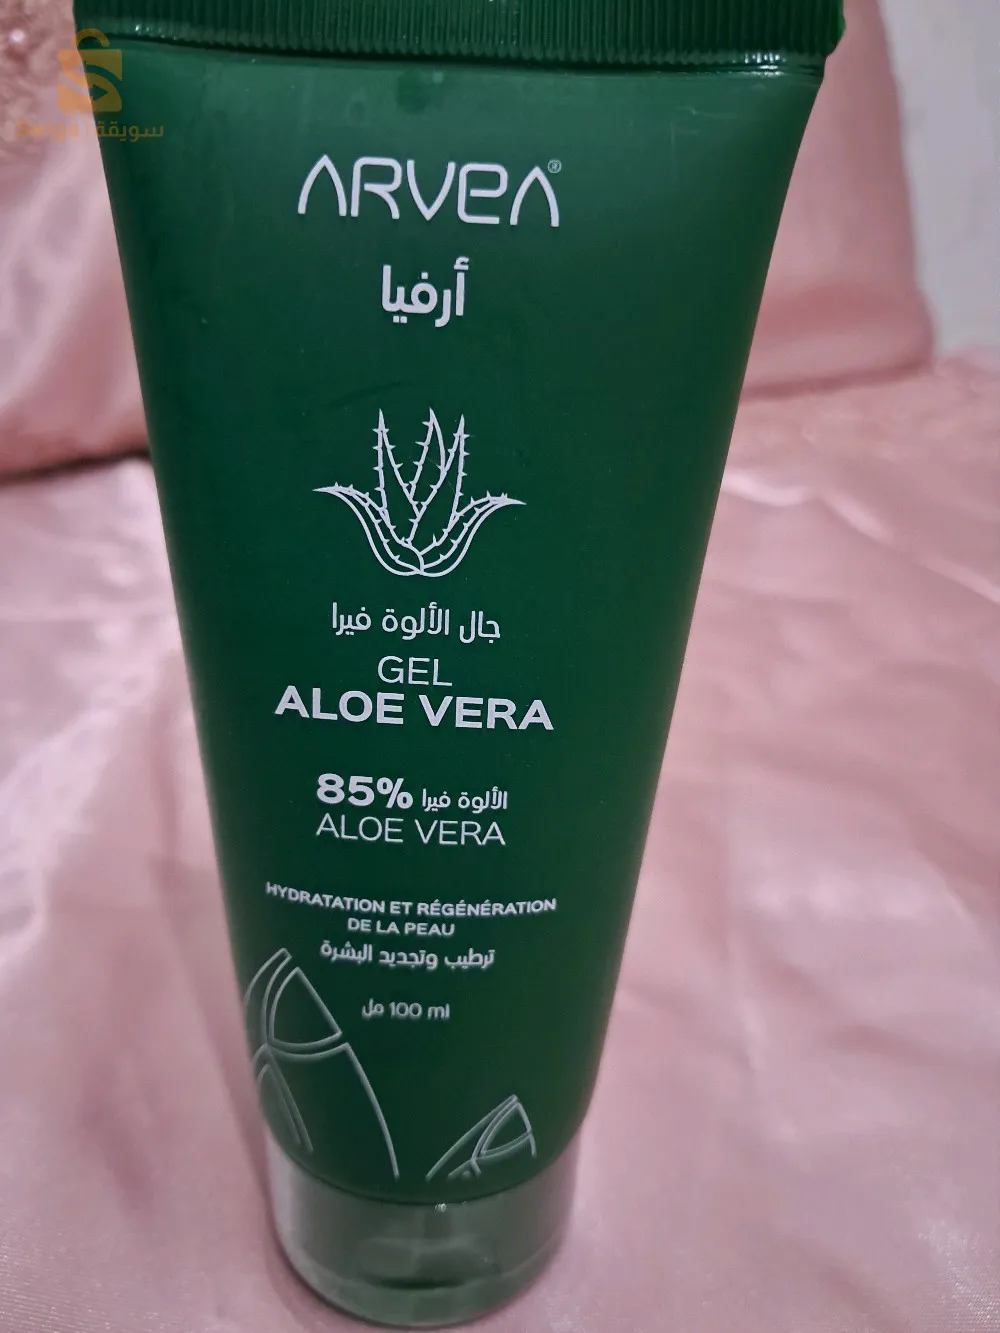 سويقة
ARVEA®
أرفيا
جال الألوة فيرا
GEL
ALOE VERA
85% الألوة فيرا
ALOE VERA
HYDRATATION ET RÉGÉNÉRATION
DE LA PEAU
ترطيب وتجديد البشرة
100 ml مل